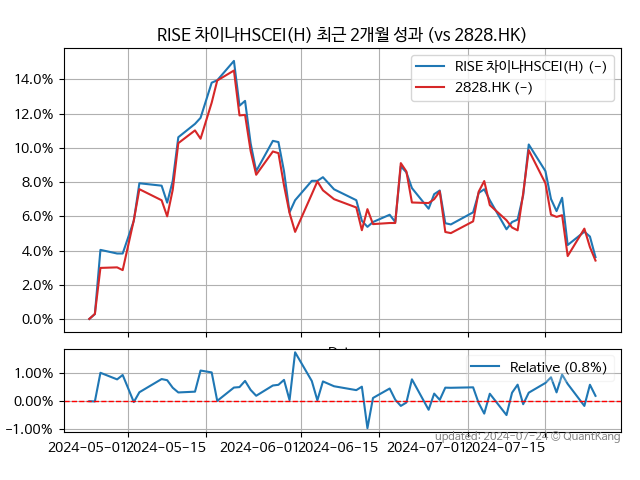 RISE 차이나HSCEI(H) 최근 2개월 성과 (vs 2828.HK)
RISE 차이나HSCEI(H) (-)
2828.HK (-)
14.0%
12.0%
10.0%
8.0%
6.0%
4.0%
2.0%
0.0%
Relative (0.8%)
1.00%
0.00%
-1.00%
2024-05-01 2024-05-15 2024-06-01 2024-06-15 2024-07-01 2024-07-15
updated: 2024-07-24 © QuantKang